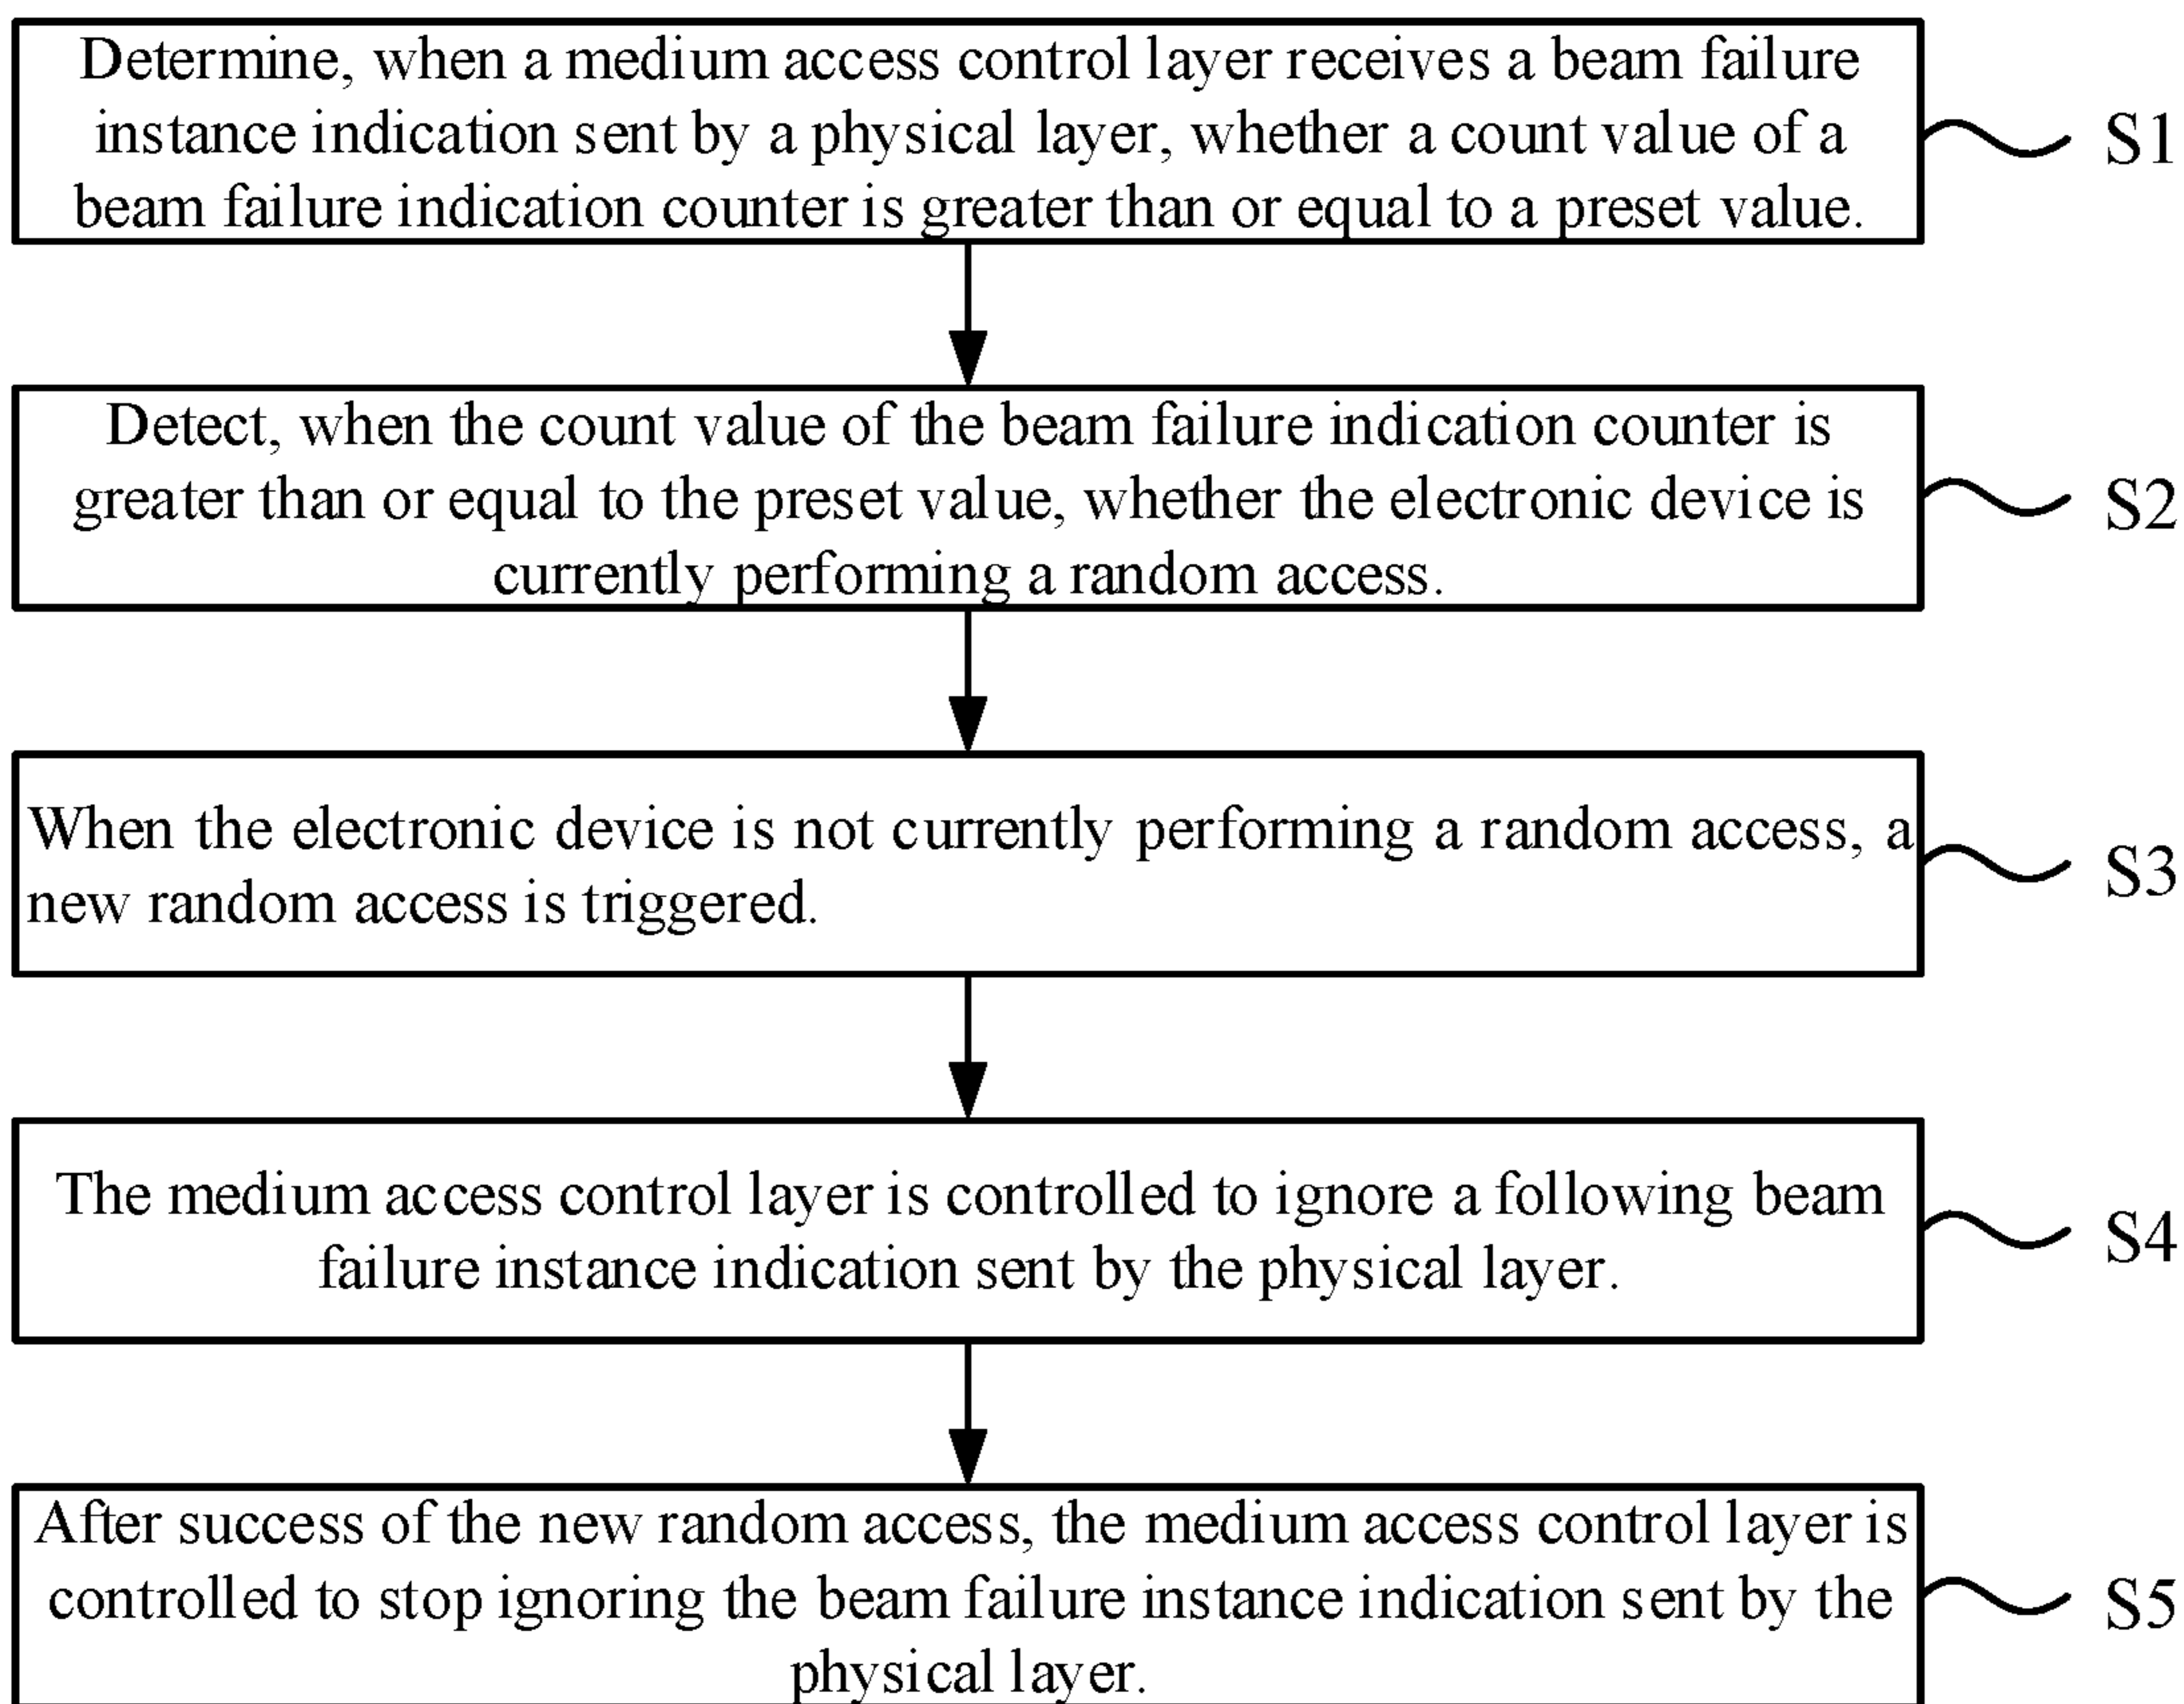 Determine, when a medium access control layer receives a beam failure
instance indication sent by a physical layer, whether a count value of a
beam failure indication counter is greater than or equal to a preset value.
S1
Detect, when the count value of the beam failure indication counter is
greater than or equal to the preset value, whether the electronic device is
currently performing a random access.
S2
When the electronic device is not currently performing a random access, a
new random access is triggered.
S3
The medium access control layer is controlled to ignore a following beam
failure instance indication sent by the physical layer.
S4
After success of the new random access, the medium access control layer is
controlled to stop ignoring the beam failure instance indication sent by the
physical layer.
S5